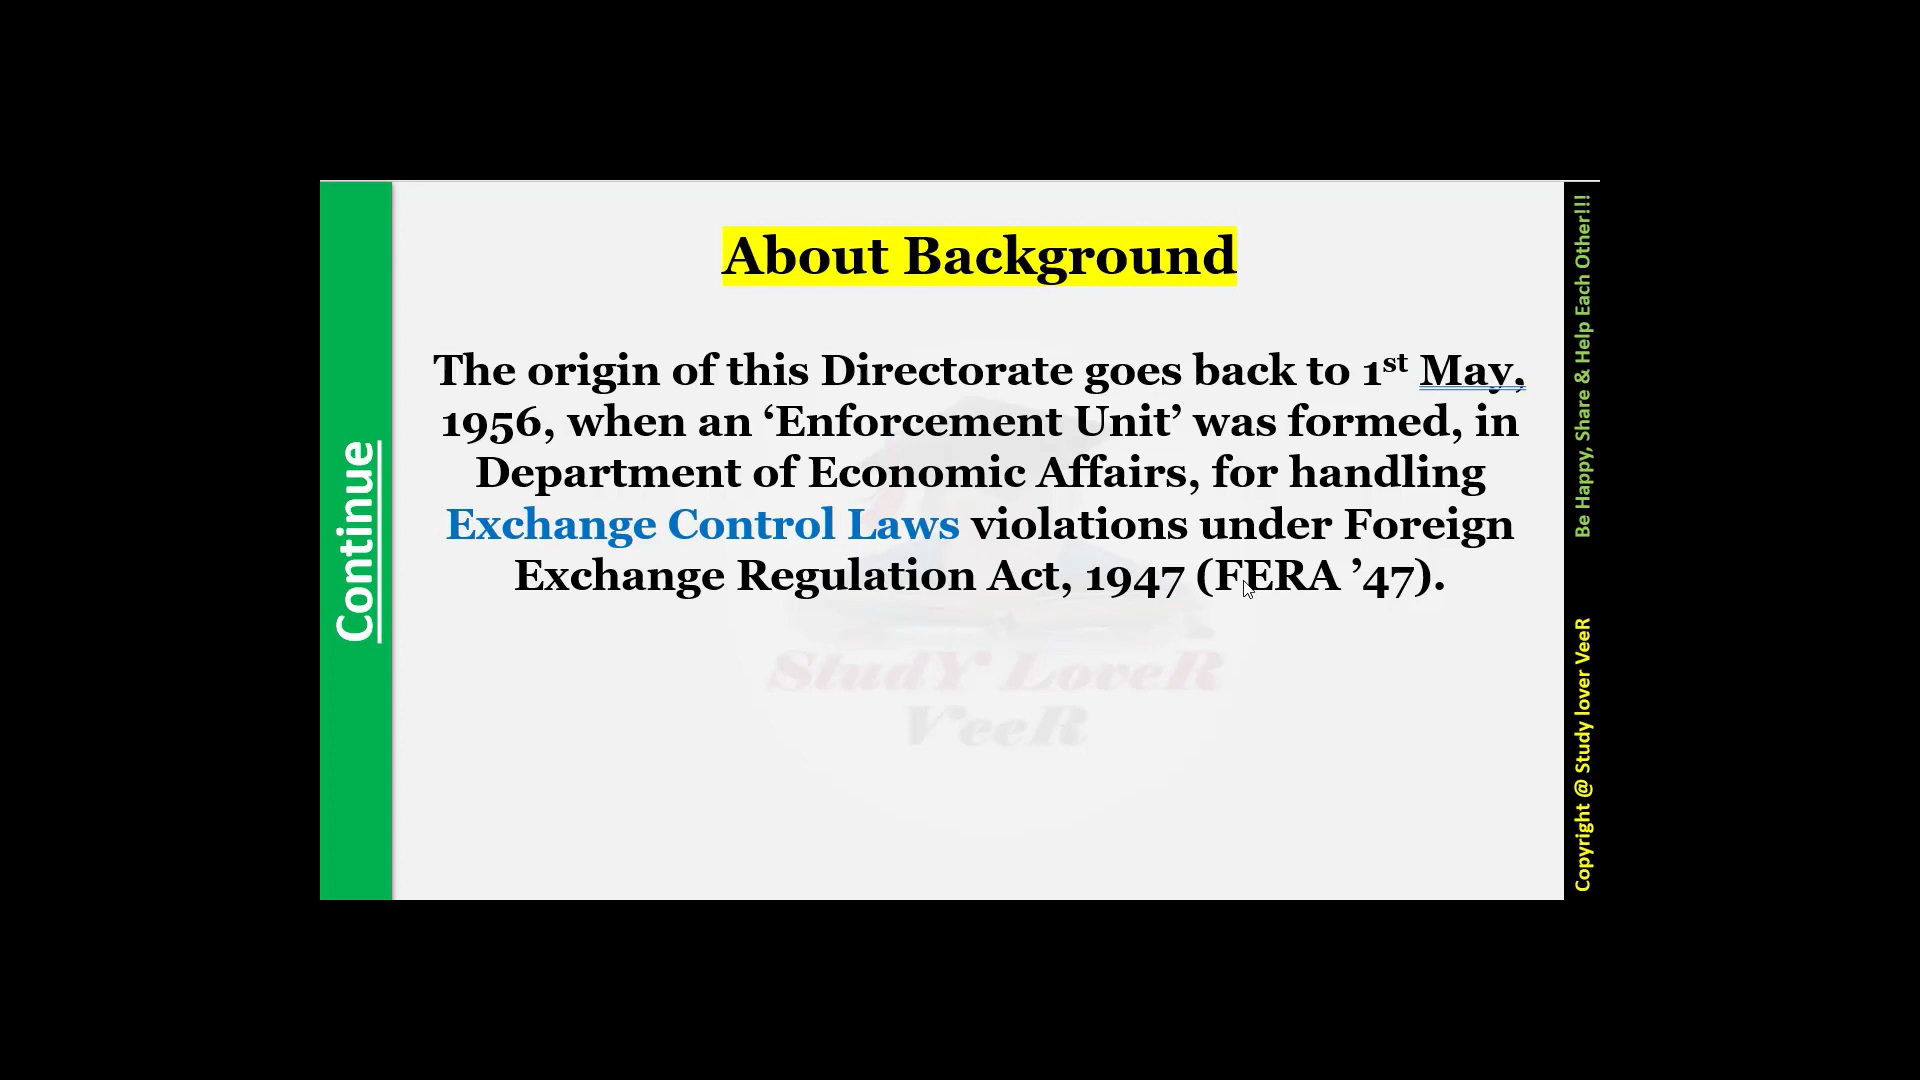 Continue
About Background
The origin of this Directorate goes back to 1st May,
1956, when an ‘Enforcement Unit’ was formed, in
Department of Economic Affairs, for handling
Exchange Control Laws violations under Foreign
Exchange Regulation Act, 1947 (FERA ’47).
StudY LoveR
VeeR
Be Happy, Share & Help Each Other!!!
Copyright @ Study lover VeeR